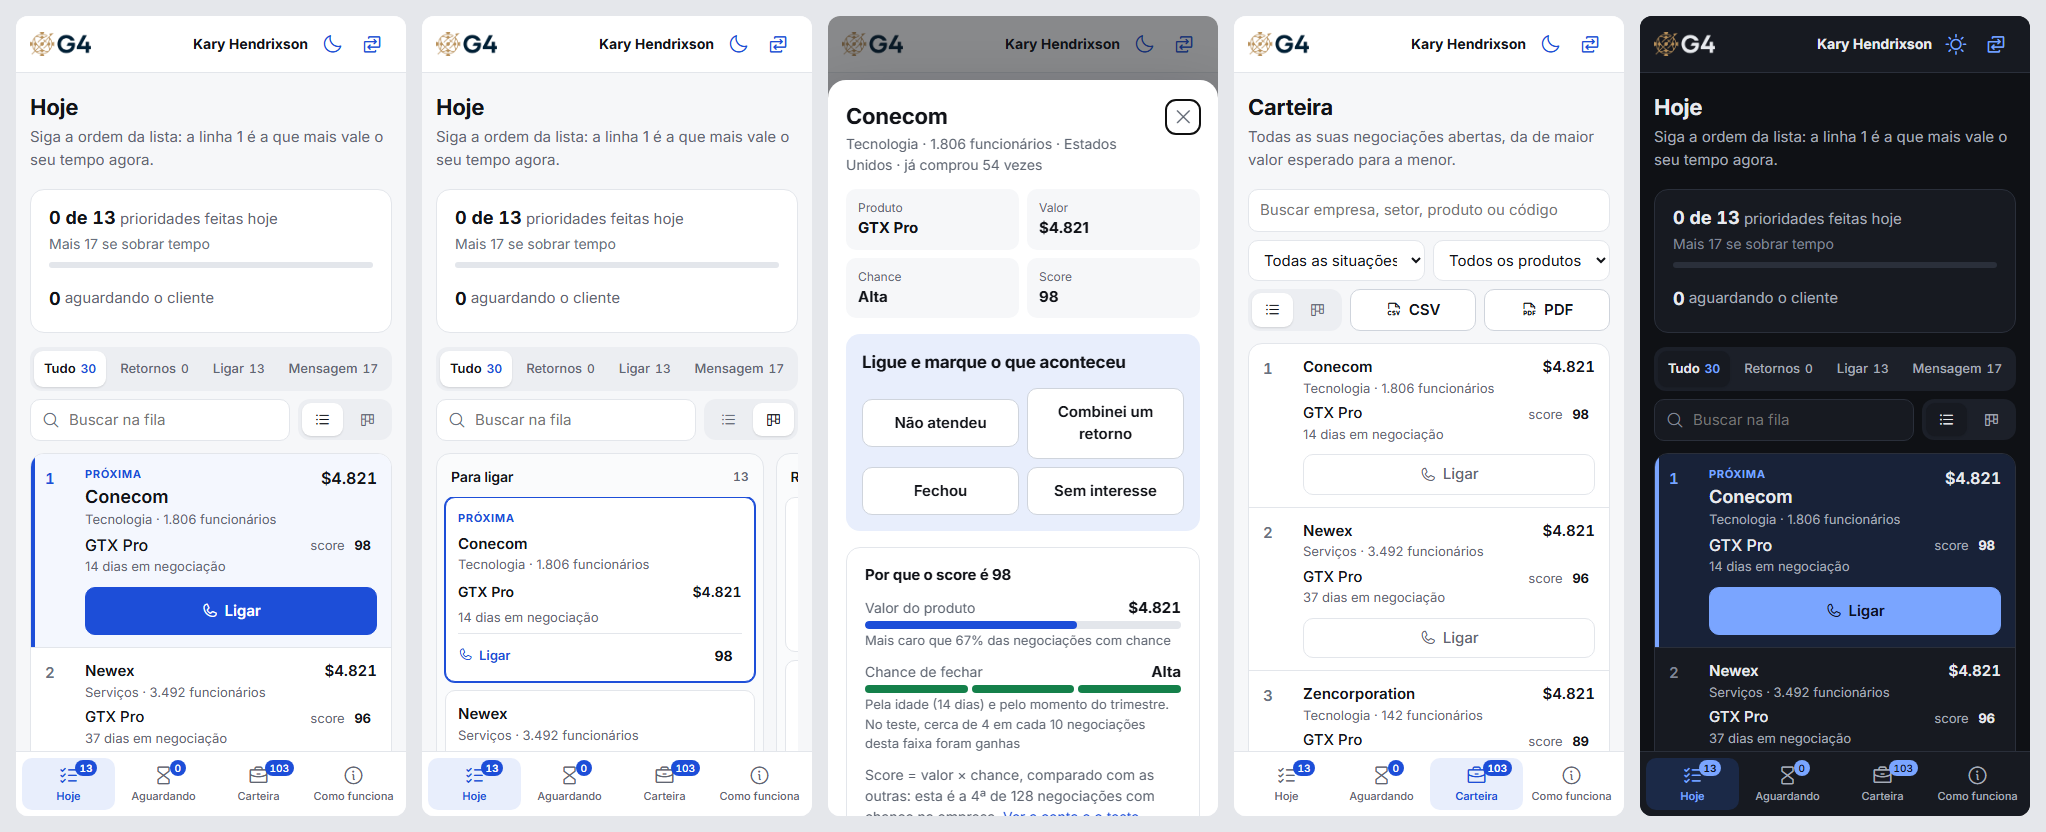 G4
Kary Hendrixson
Hoje
Siga a ordem da lista: a linha 1 é a que mais vale o
seu tempo agora.
0 de 13 prioridades feitas hoje
Mais 17 se sobrar tempo
0 aguardando o cliente
Tudo 30
Retornos 0
Ligar 13
Mensagem 17
Buscar na fila
1
PRÓXIMA
$4.821
Conecom
Tecnologia · 1.806 funcionários
GTX Pro
score 98
14 dias em negociação
Ligar
2
Newex
$4.821
Serviços · 3.492 funcionários
GTX Pro
score 96
37 dias em negociação
13
Hoje
0
Aguardando
103
Carteira
Como funciona
G4
Kary Hendrixson
Hoje
Siga a ordem da lista: a linha 1 é a que mais vale o
seu tempo agora.
0 de 13 prioridades feitas hoje
Mais 17 se sobrar tempo
0 aguardando o cliente
Tudo 30
Retornos 0
Ligar 13
Mensagem 17
Buscar na fila
Para ligar
13
PRÓXIMA
Conecom
Tecnologia · 1.806 funcionários
GTX Pro
$4.821
14 dias em negociação
Ligar
98
Newex
Serviços · 3.492 funcionários
13
Hoje
0
Aguardando
103
Carteira
Como funciona
G4
Kary Hendrixson
Conecom
Tecnologia · 1.806 funcionários · Estados
Unidos · já comprou 54 vezes
Produto
GTX Pro
Valor
$4.821
Chance
Alta
Score
98
Ligue e marque o que aconteceu
Não atendeu
Combinei um
retorno
Fechou
Sem interesse
Por que o score é 98
Valor do produto
$4.821
Mais caro que 67% das negociações com chance
Chance de fechar
Alta
Pela idade (14 dias) e pelo momento do trimestre.
No teste, cerca de 4 em cada 10 negociações
desta faixa foram ganhas
Score = valor × chance, comparado com as
outras: esta é a 4ª de 128 negociações com
G4
Kary Hendrixson
Carteira
Todas as suas negociações abertas, da de maior
valor esperado para a menor.
Buscar empresa, setor, produto ou código
Todas as situações
Todos os produtos
CSV
PDF
1
Conecom
$4.821
Tecnologia · 1.806 funcionários
GTX Pro
score 98
14 dias em negociação
Ligar
2
Newex
$4.821
Serviços · 3.492 funcionários
GTX Pro
score 96
37 dias em negociação
Ligar
3
Zencorporation
$4.821
Tecnologia · 142 funcionários
GTX Pro
score 89
13
Hoje
0
Aguardando
103
Carteira
Como funciona
G4
Kary Hendrixson
Hoje
Siga a ordem da lista: a linha 1 é a que mais vale o
seu tempo agora.
0 de 13 prioridades feitas hoje
Mais 17 se sobrar tempo
0 aguardando o cliente
Tudo 30
Retornos 0
Ligar 13
Mensagem 17
Buscar na fila
1
PRÓXIMA
$4.821
Conecom
Tecnologia · 1.806 funcionários
GTX Pro
score 98
14 dias em negociação
Ligar
2
Newex
$4.821
Serviços · 3.492 funcionários
GTX Pro
score 96
37 dias em negociação
13
Hoje
0
Aguardando
103
Carteira
Como funciona